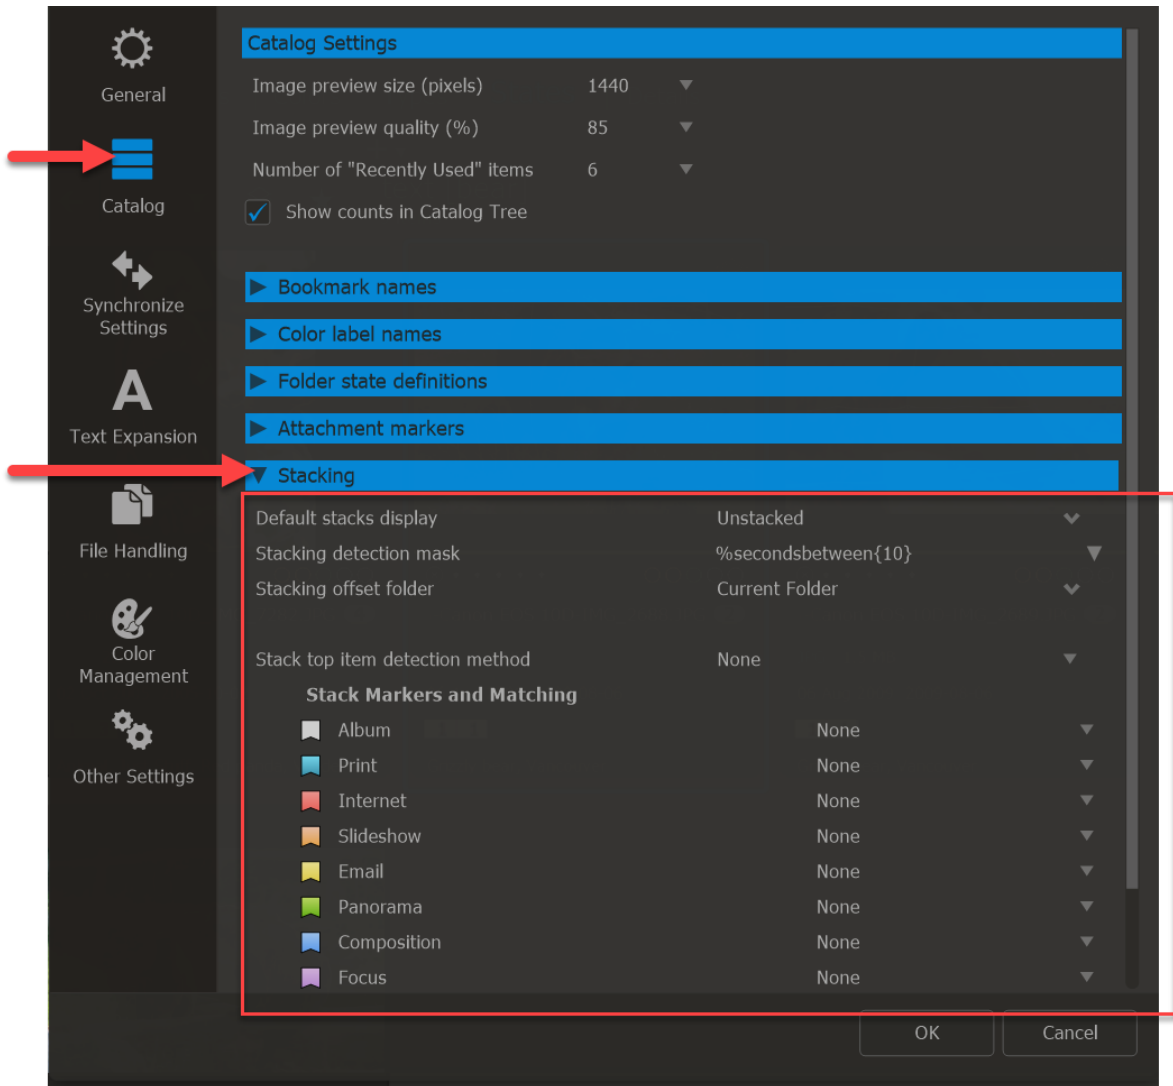 General
Catalog
Synchronize
Settings
A
Text Expansion
File Handling
Color
Management
Other Settings
Catalog Settings
Image preview size (pixels) 1440
Image preview quality (%) 85
Number of "Recently Used" items 6
Show counts in Catalog Tree
Bookmark names
Color label names
Folder state definitions
Attachment markers
Stacking
Default stacks display Unstacked
Stacking detection mask %secondsbetween{10}
Stacking offset folder Current Folder
Stack top item detection method None
Stack Markers and Matching
Album None
Print None
Internet None
Slideshow None
Email None
Panorama None
Composition None
Focus None
OK Cancel